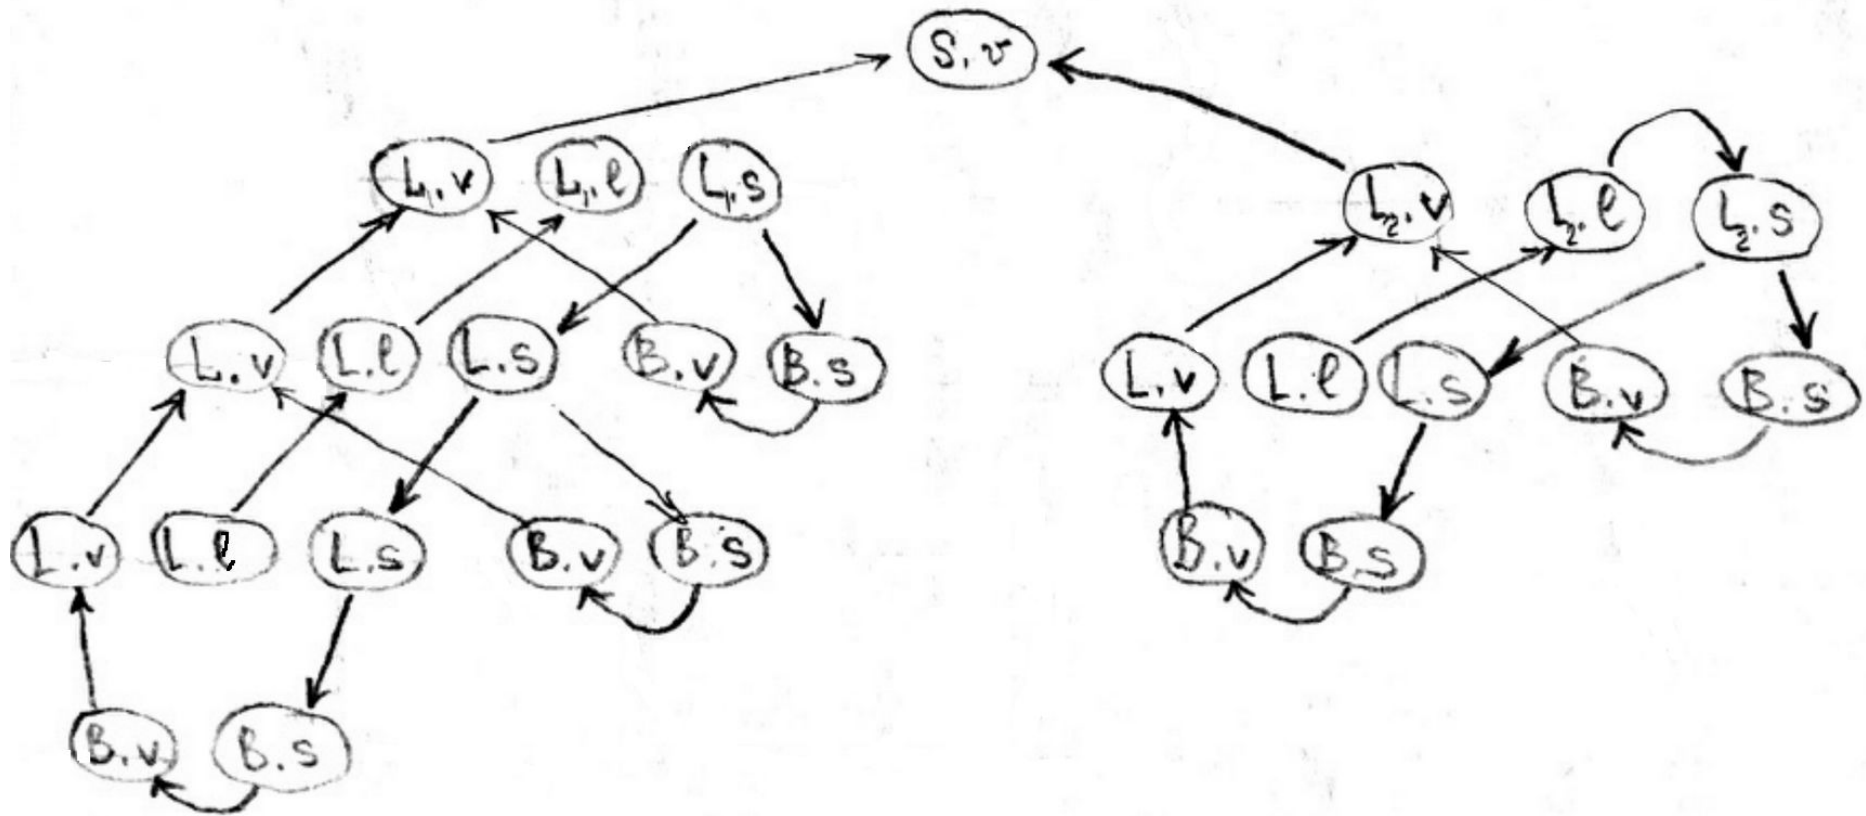 S.v
L₁.v L₁.l L₁.s L₂.v L₂.l L₂.s
L.v L.l L.s B.v B.s L.v L.l L.s B.v B.s
L.v L.l L.s B.v B.s B.v B.s
B.v B.s